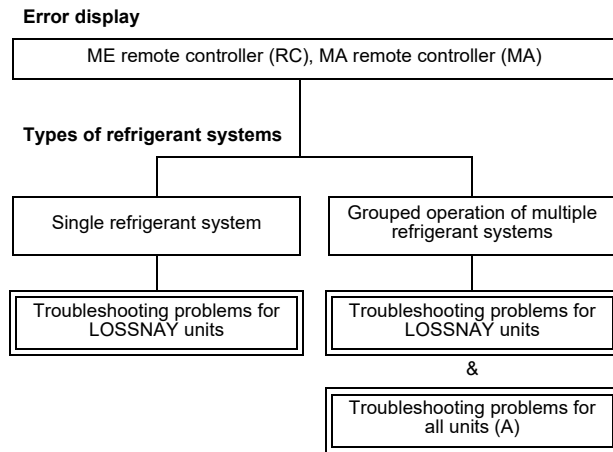 Error display
ME remote controller (RC), MA remote controller (MA)
Types of refrigerant systems
Single refrigerant system
Grouped operation of multiple
refrigerant systems
Troubleshooting problems for
LOSSNAY units
Troubleshooting problems for
LOSSNAY units
&
Troubleshooting problems for
all units (A)